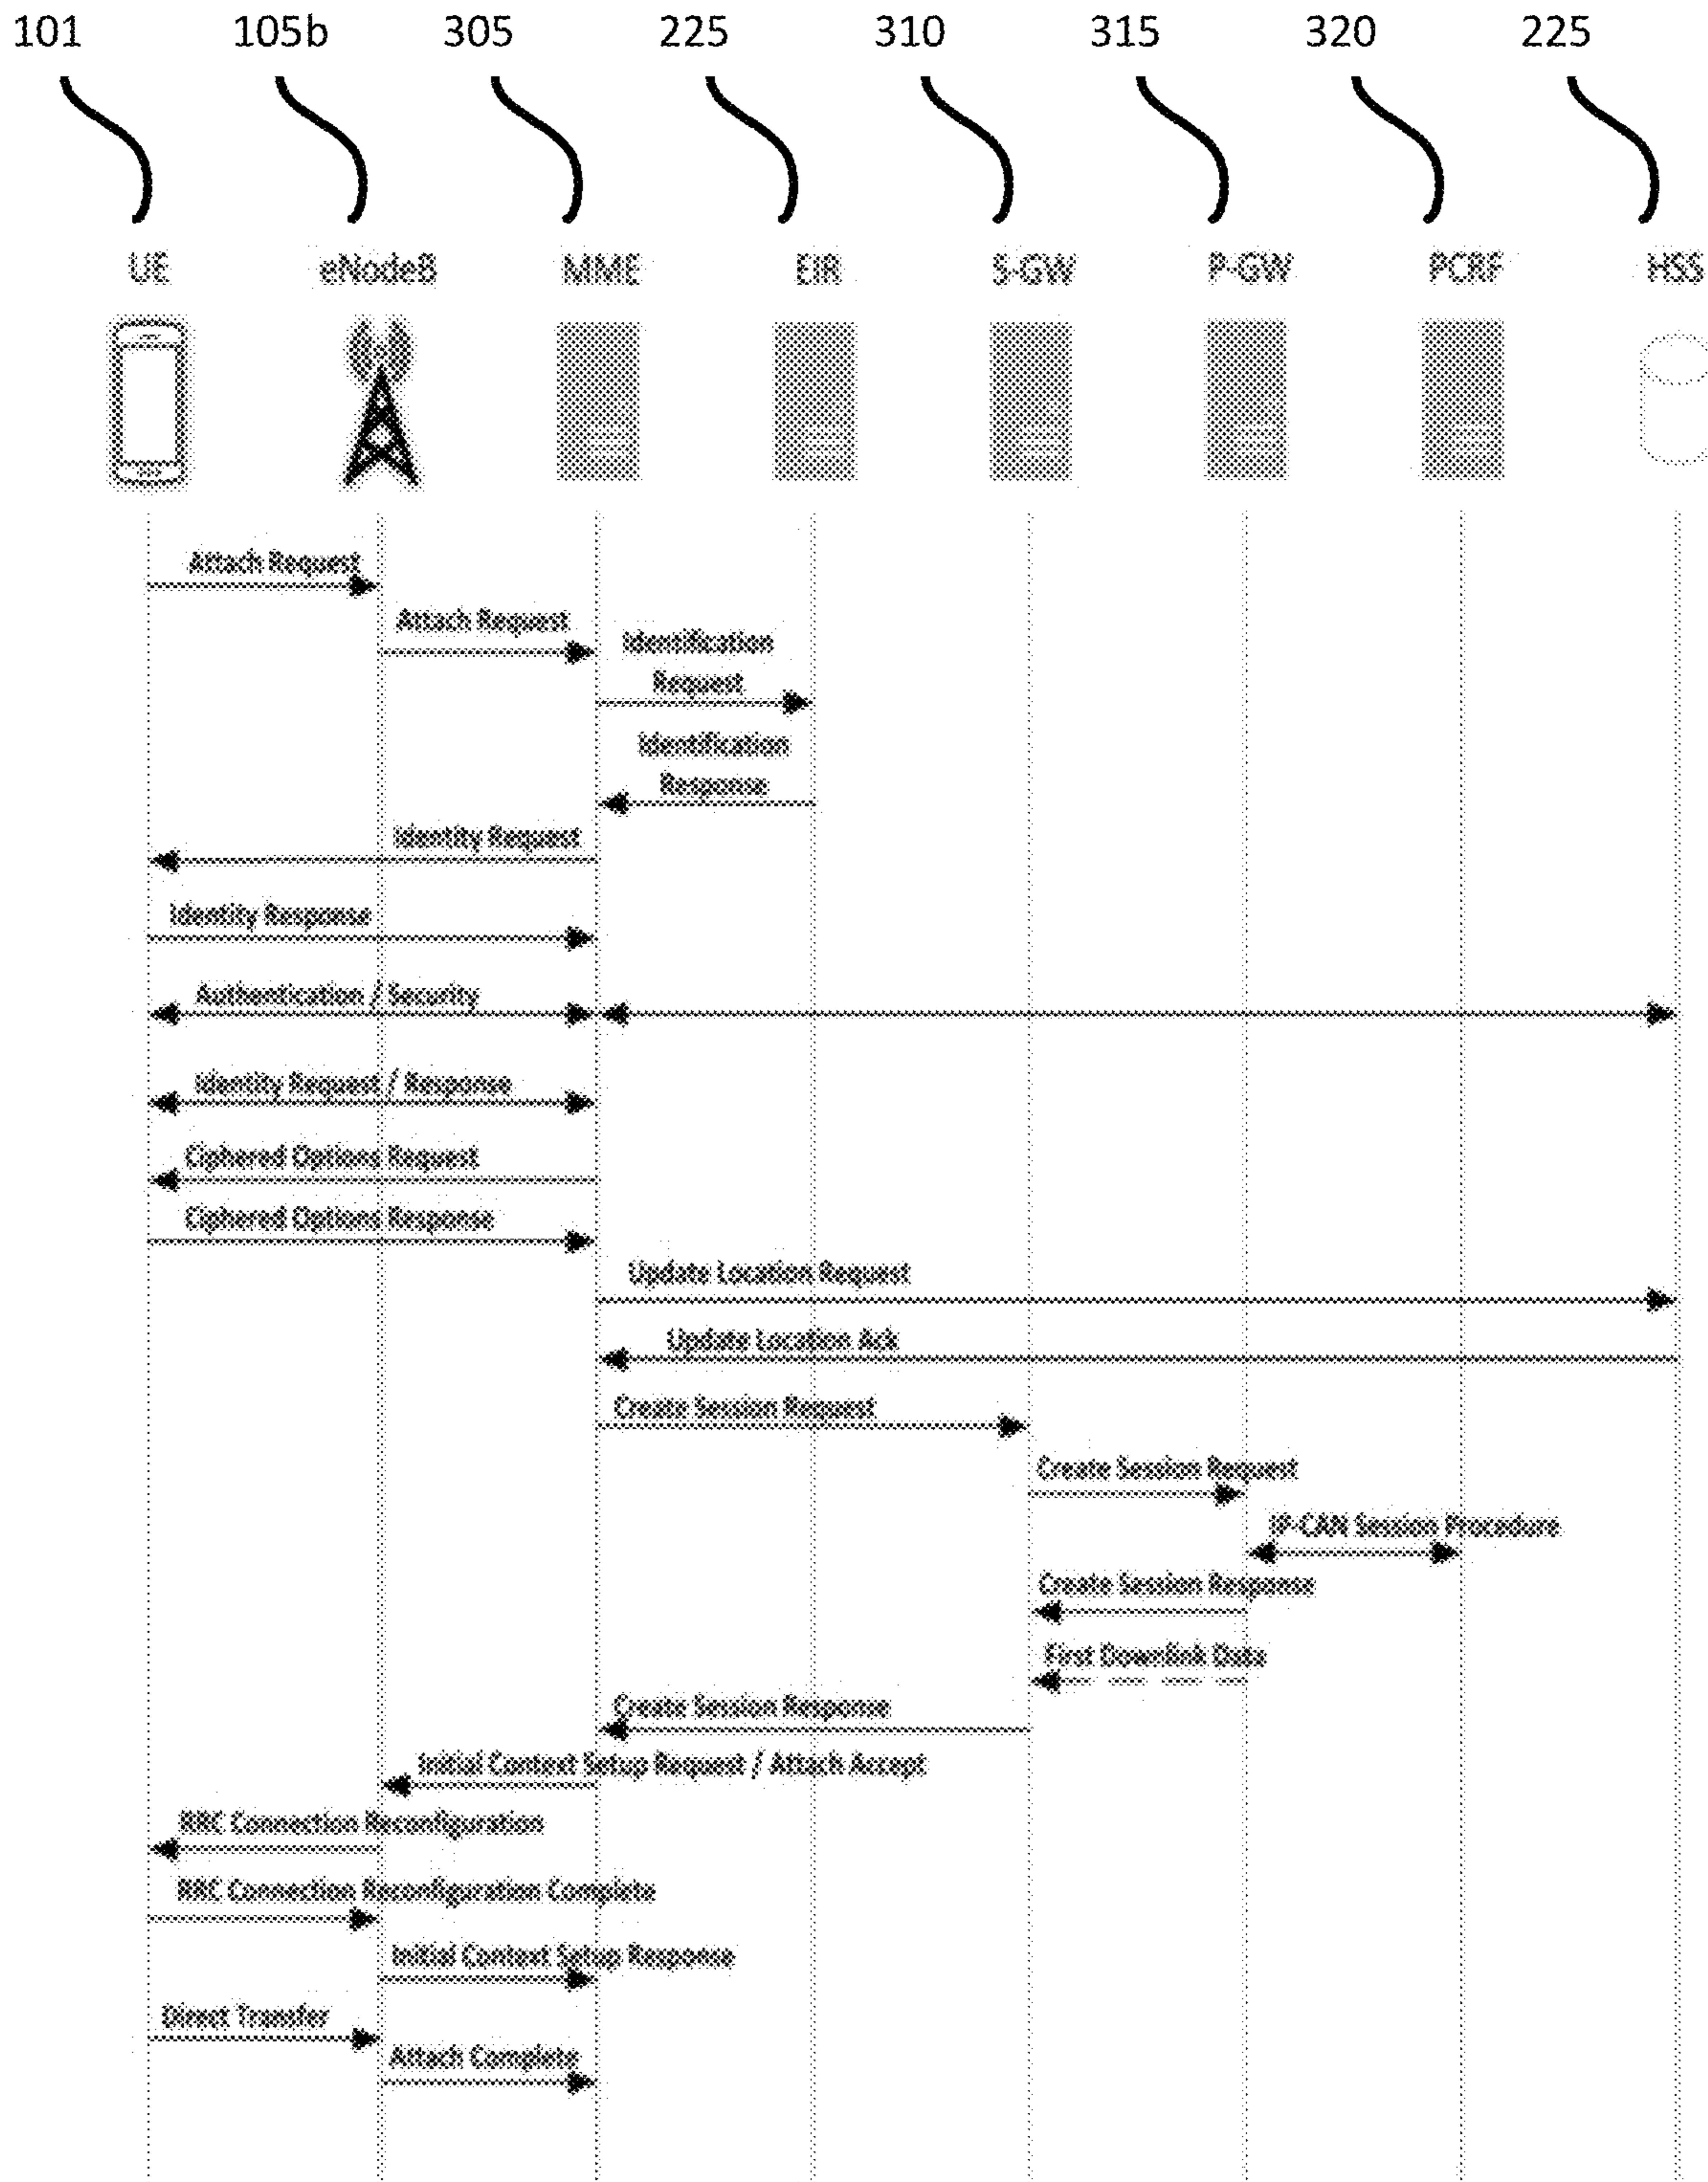 101 105b 305 225 310 315 320 225
UE eNodeB MME EIR S-GW P-GW PCRF HSS
Attach Request
Attach Request
Identification
Request
Identification
Response
Identity Request
Identity Response
Authentication / Security
Identity Request / Response
Ciphered Options Request
Ciphered Options Response
Update Location Request
Update Location Ack
Create Session Request
Create Session Request
IP-CAN Session Procedure
Create Session Response
First Downlink Data
Create Session Response
Initial Context Setup Request / Attach Accept
RRC Connection Reconfiguration
RRC Connection Reconfiguration Complete
Initial Context Setup Response
Direct Transfer
Attach Complete